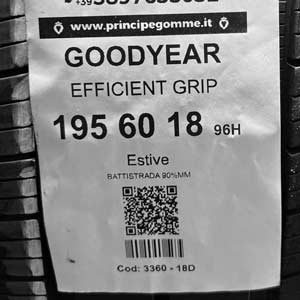 www.principegomme.it
GOODYEAR
EFFICIENT GRIP
195 60 18 96H
Estive
BATTISTRADA 90%MM
Cod: 3360 - 18D